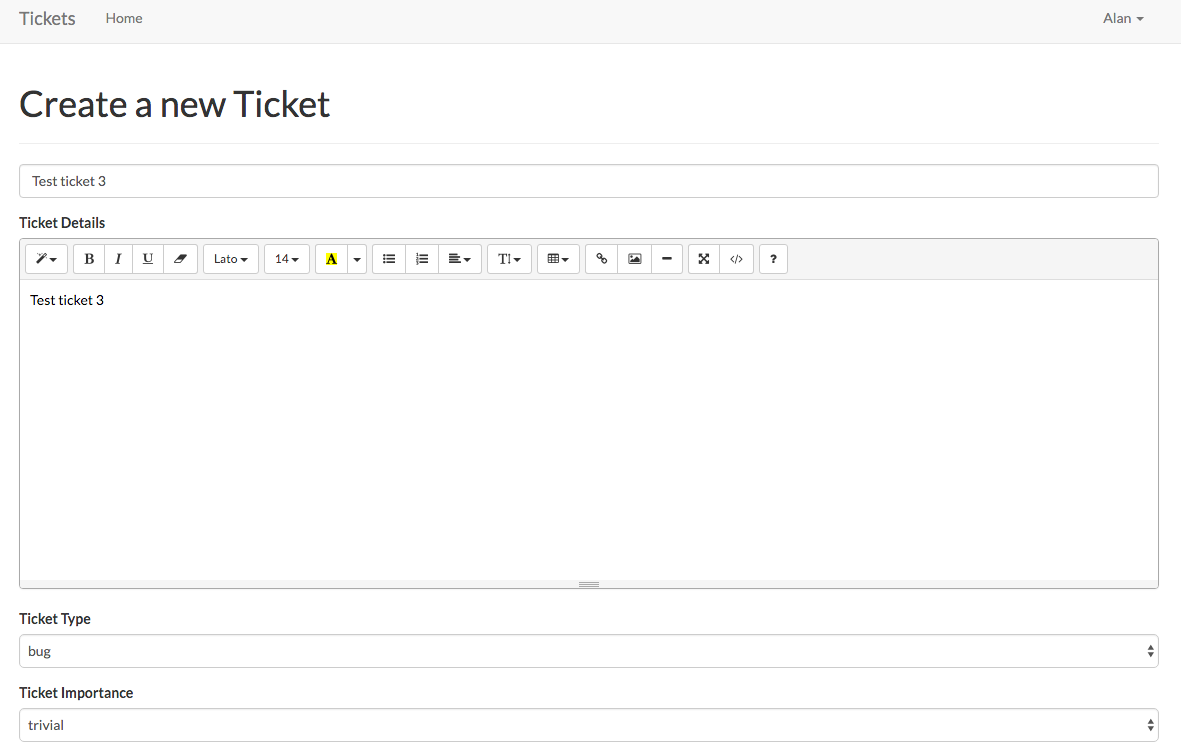 Tickets Home Alan
Create a new Ticket
Test ticket 3
Ticket Details
B I U Lato 14 A T! </> ?
Test ticket 3
Ticket Type
bug
Ticket Importance
trivial